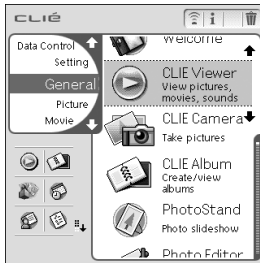 CLIÉ
i
Data Control
Setting
General
Picture
Movie
Welcome
CLIE Viewer
View pictures,
movies, sounds
CLIE Camera
Take pictures
CLIE Album
Create/view
albums
PhotoStand
Photo slideshow
Photo Editor